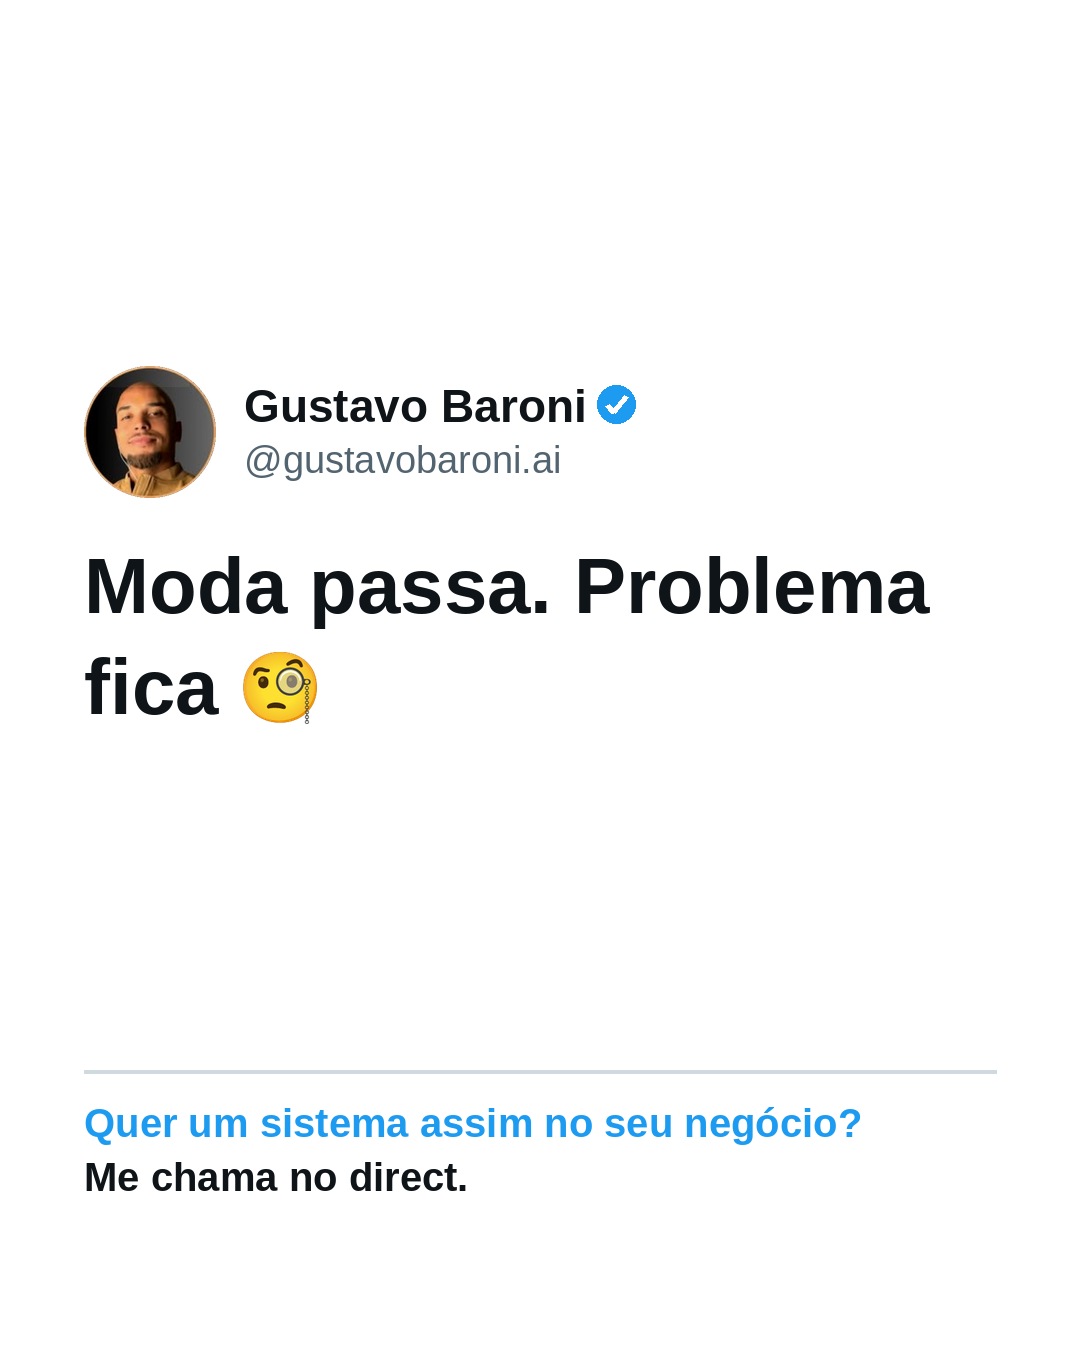 Gustavo Baroni
@gustavobaroni.ai
Moda passa. Problema
fica 🧐
Quer um sistema assim no seu negócio?
Me chama no direct.